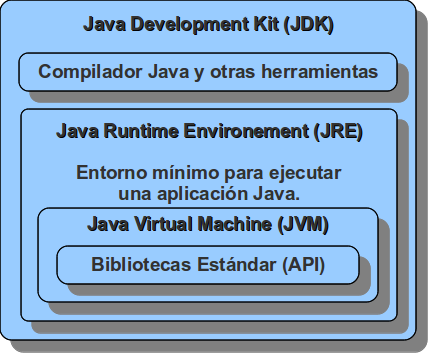 Java Development Kit (JDK)
Compilador Java y otras herramientas
Java Runtime Environement (JRE)
Entorno mínimo para ejecutar
una aplicación Java.
Java Virtual Machine (JVM)
Bibliotecas Estándar (API)